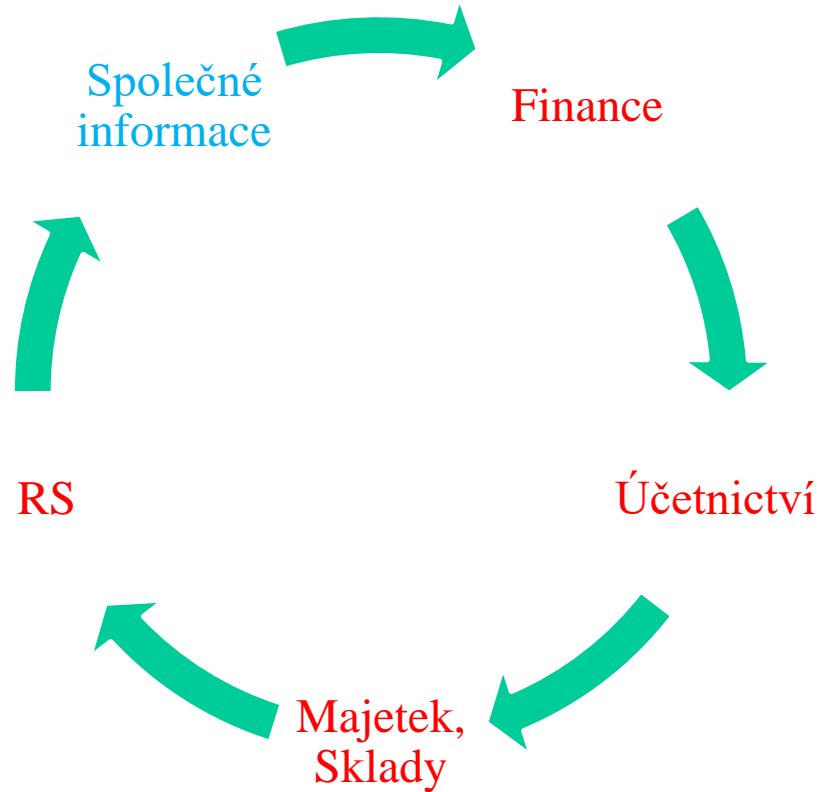 Společné
informace
Finance
Účetnictví
Majetek,
Sklady
RS